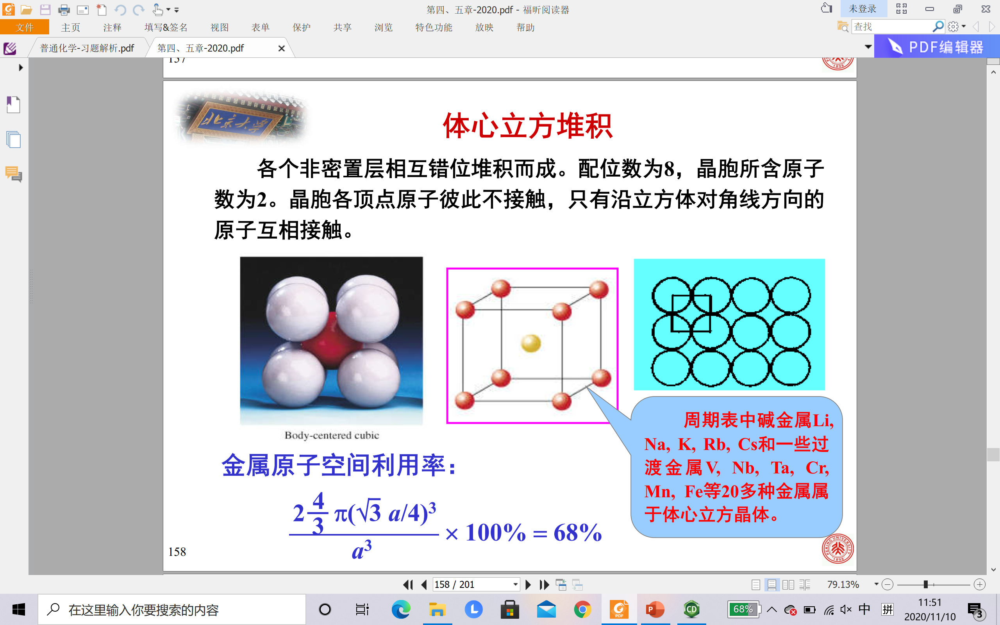 第四、五章-2020.pdf - 福昕阅读器
未登录
文件 主页 注释 填写&签名 视图 表单 保护 共享 浏览 特色功能 放映 帮助
查找
普通化学-习题解析.pdf
第四、五章-2020.pdf
PDF编辑器
157
1898
北京大学
体心立方堆积
各个非密置层相互错位堆积而成。配位数为8，晶胞所含原子
数为2。晶胞各顶点原子彼此不接触，只有沿立方体对角线方向的
原子互相接触。
Body-centered cubic
周期表中碱金属Li,
Na, K, Rb, Cs和一些过
渡金属V, Nb, Ta, Cr,
Mn, Fe等20多种金属属
于体心立方晶体。
金属原子空间利用率：
2 4/3 π(√3 a/4)³
a³
× 100% = 68%
158
PEKING UNIVERSITY
1898
158 / 201
79.13%
在这里输入你要搜索的内容
PDF
P
CD
68%
中
拼
11:51
2020/11/10
3